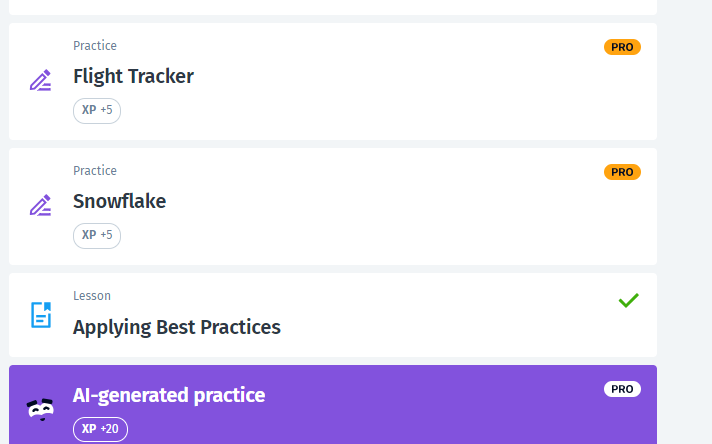 Practice
PRO
Flight Tracker
XP +5
Practice
PRO
Snowflake
XP +5
Lesson
Applying Best Practices
AI-generated practice
PRO
XP +20